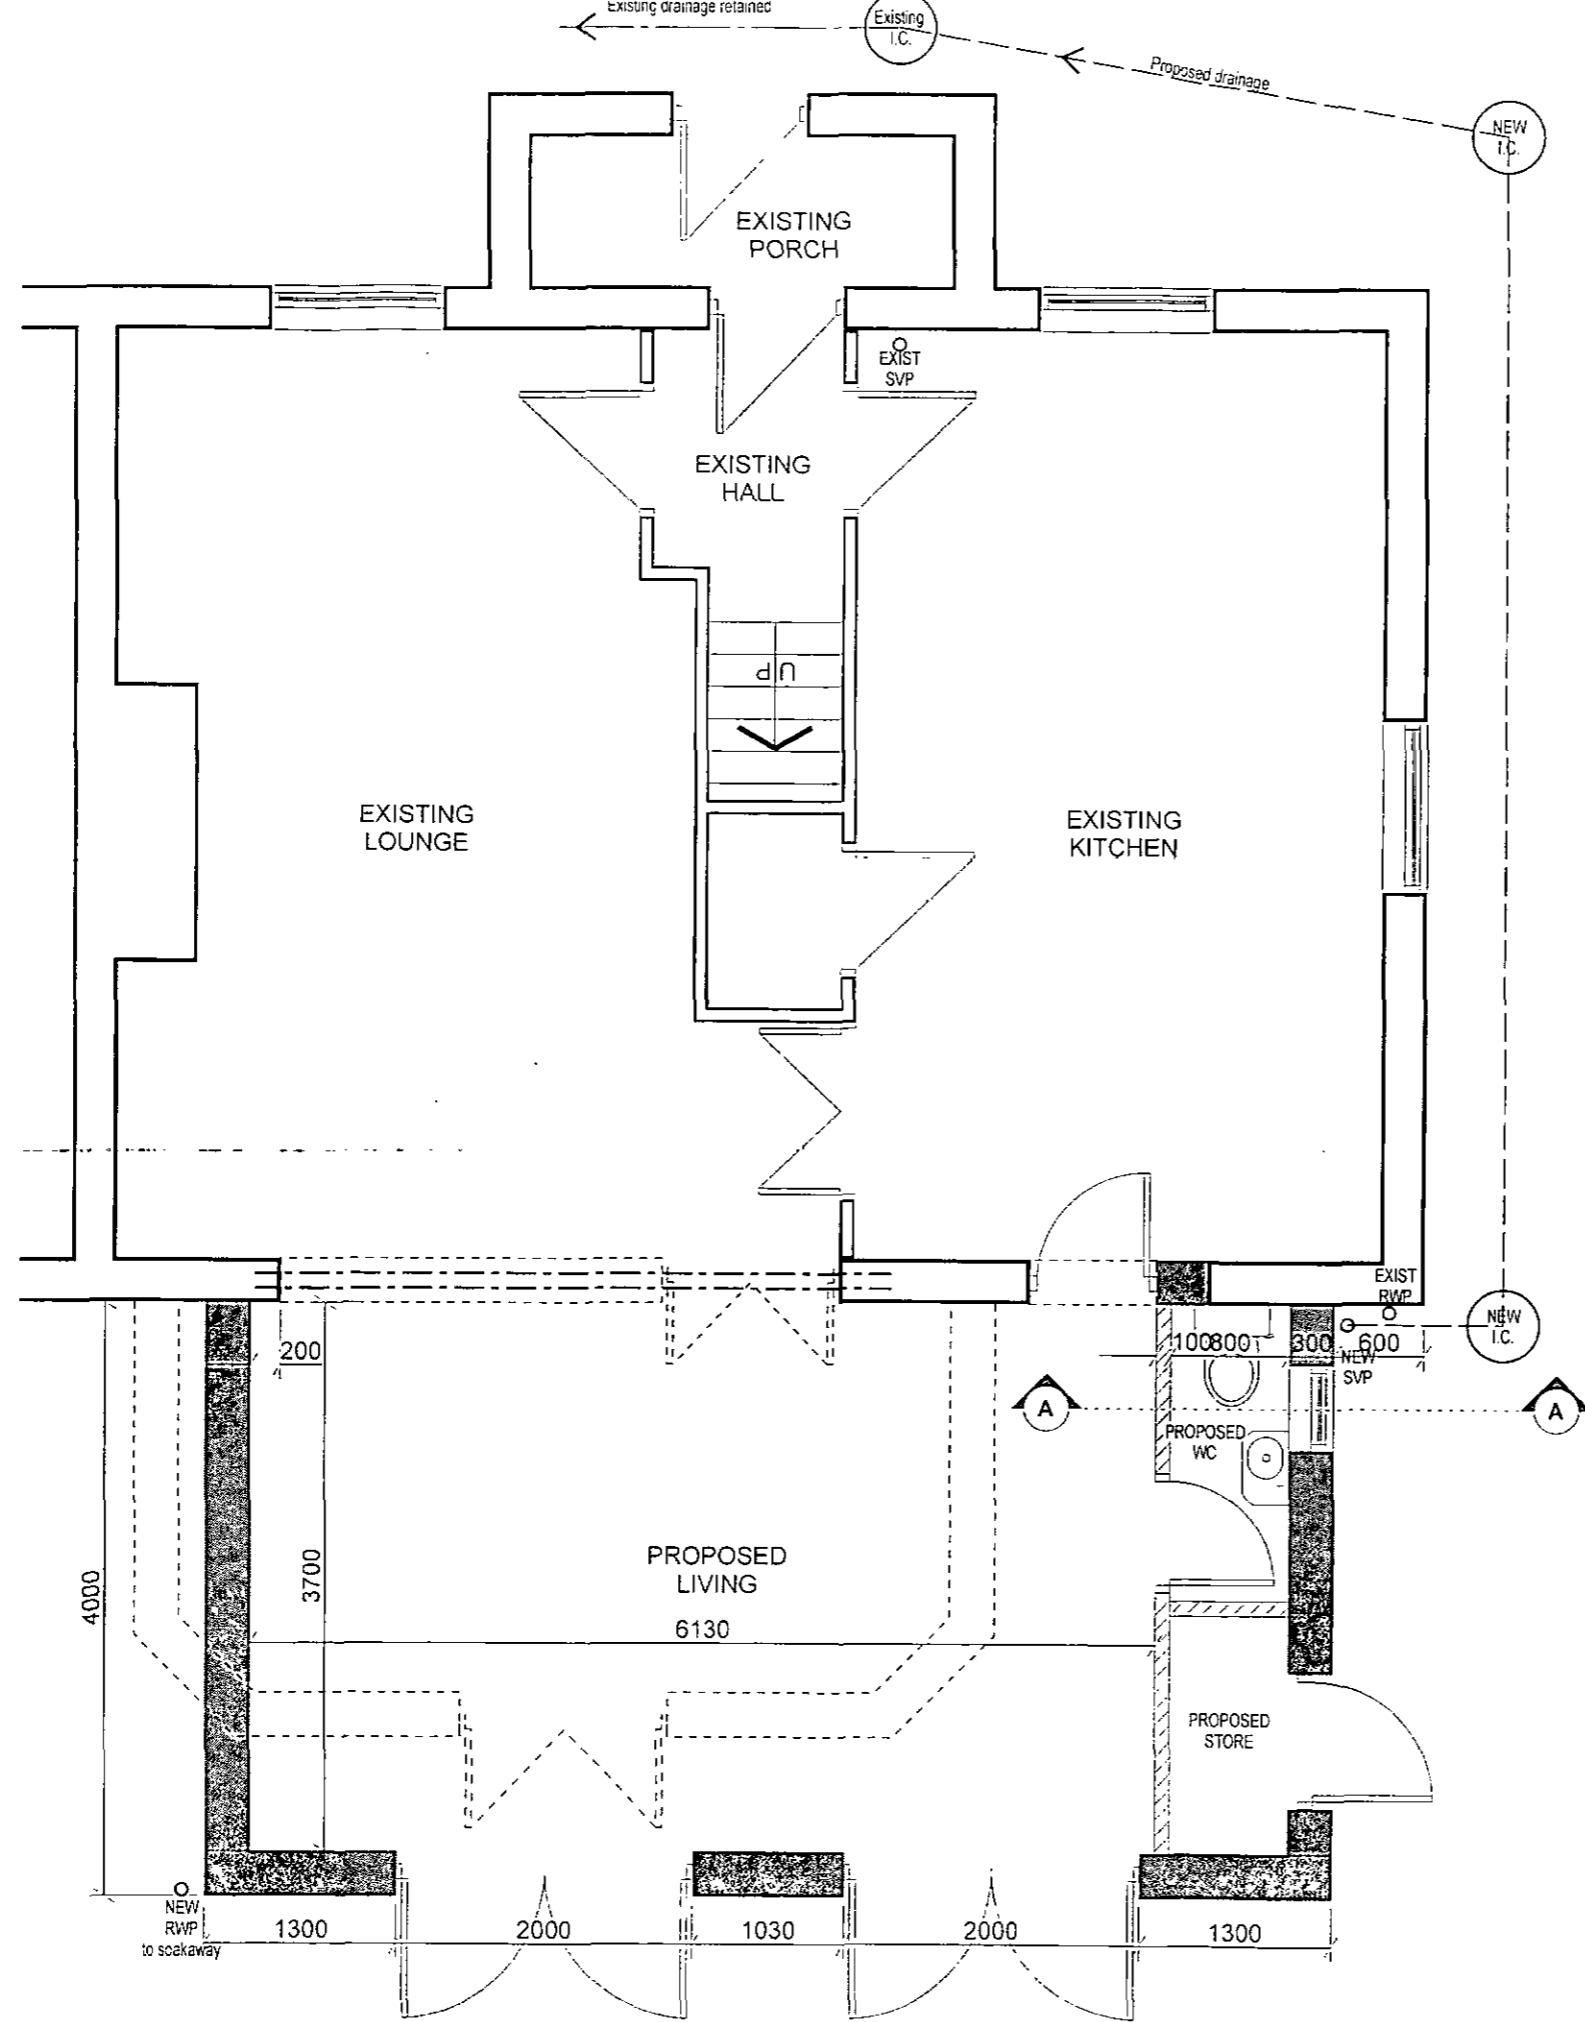 Existing drainage retained
Existing
I.C.
Proposed drainage
NEW
I.C.
EXISTING
PORCH
EXIST
SVP
EXISTING
HALL
UP
EXISTING
LOUNGE
EXISTING
KITCHEN
EXIST
RWP
NEW
I.C.
200
100
800
300
600
NEW
SVP
A
A
PROPOSED
WC
4000
3700
PROPOSED
LIVING
6130
PROPOSED
STORE
NEW
RWP
to soakaway
1300
2000
1030
2000
1300